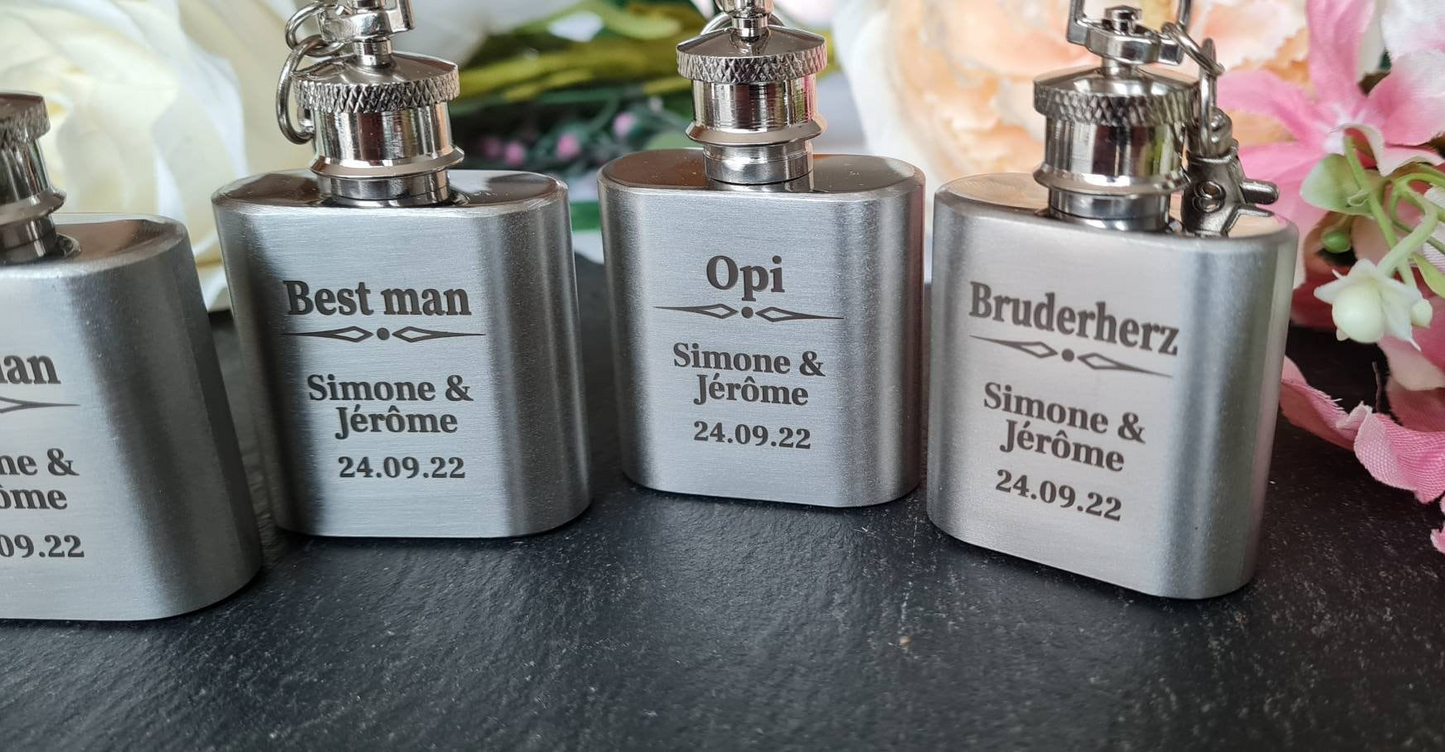 Best man
Simone &
Jérôme
24.09.22
Opi
Simone &
Jérôme
24.09.22
Bruderherz
Simone &
Jérôme
24.09.22